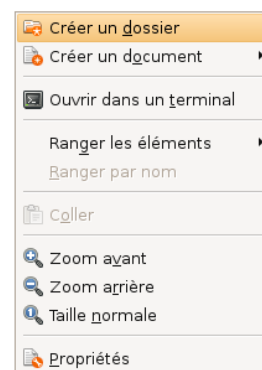 Créer un dossier
Créer un document
Ouvrir dans un terminal
Ranger les éléments
Ranger par nom
Coller
Zoom avant
Zoom arrière
Taille normale
Propriétés